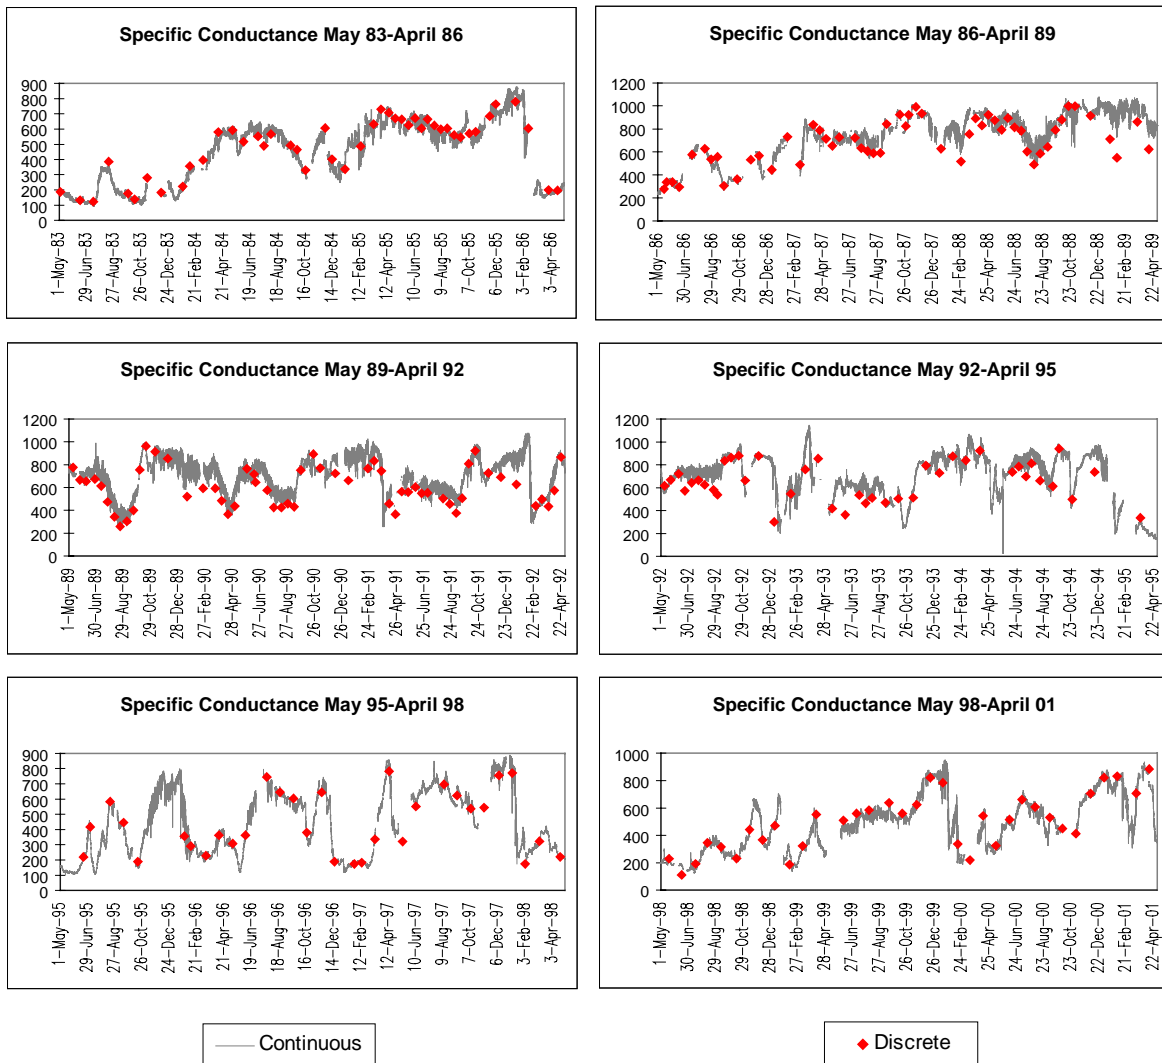 Specific Conductance May 83-April 86
900
800
700
600
500
400
300
200
100
0
1-May-83
29-Jun-83
27-Aug-83
26-Oct-83
24-Dec-83
21-Feb-84
21-Apr-84
19-Jun-84
18-Aug-84
16-Oct-84
14-Dec-84
12-Feb-85
12-Apr-85
10-Jun-85
9-Aug-85
7-Oct-85
6-Dec-85
3-Feb-86
3-Apr-86
Specific Conductance May 86-April 89
1200
1000
800
600
400
200
0
1-May-86
30-Jun-86
29-Aug-86
28-Oct-86
28-Dec-86
26-Feb-87
28-Apr-87
27-Jun-87
27-Aug-87
26-Oct-87
26-Dec-87
24-Feb-88
25-Apr-88
24-Jun-88
23-Aug-88
23-Oct-88
22-Dec-88
21-Feb-89
22-Apr-89
Specific Conductance May 89-April 92
1200
1000
800
600
400
200
0
1-May-89
30-Jun-89
29-Aug-89
29-Oct-89
28-Dec-89
27-Feb-90
28-Apr-90
27-Jun-90
27-Aug-90
26-Oct-90
26-Dec-90
24-Feb-91
26-Apr-91
25-Jun-91
24-Aug-91
24-Oct-91
23-Dec-91
22-Feb-92
22-Apr-92
Specific Conductance May 92-April 95
1200
1000
800
600
400
200
0
1-May-92
30-Jun-92
29-Aug-92
28-Oct-92
28-Dec-92
26-Feb-93
28-Apr-93
27-Jun-93
27-Aug-93
26-Oct-93
25-Dec-93
24-Feb-94
25-Apr-94
24-Jun-94
24-Aug-94
23-Oct-94
23-Dec-94
21-Feb-95
22-Apr-95
Specific Conductance May 95-April 98
900
800
700
600
500
400
300
200
100
0
1-May-95
29-Jun-95
27-Aug-95
26-Oct-95
24-Dec-95
21-Feb-96
21-Apr-96
19-Jun-96
18-Aug-96
16-Oct-96
14-Dec-96
12-Feb-97
12-Apr-97
10-Jun-97
9-Aug-97
7-Oct-97
6-Dec-97
3-Feb-98
3-Apr-98
Specific Conductance May 98-April 01
1000
800
600
400
200
0
1-May-98
30-Jun-98
29-Aug-98
28-Oct-98
28-Dec-98
26-Feb-99
28-Apr-99
27-Jun-99
27-Aug-99
26-Oct-99
26-Dec-99
24-Feb-00
25-Apr-00
24-Jun-00
23-Aug-00
23-Oct-00
22-Dec-00
21-Feb-01
22-Apr-01
Continuous
Discrete